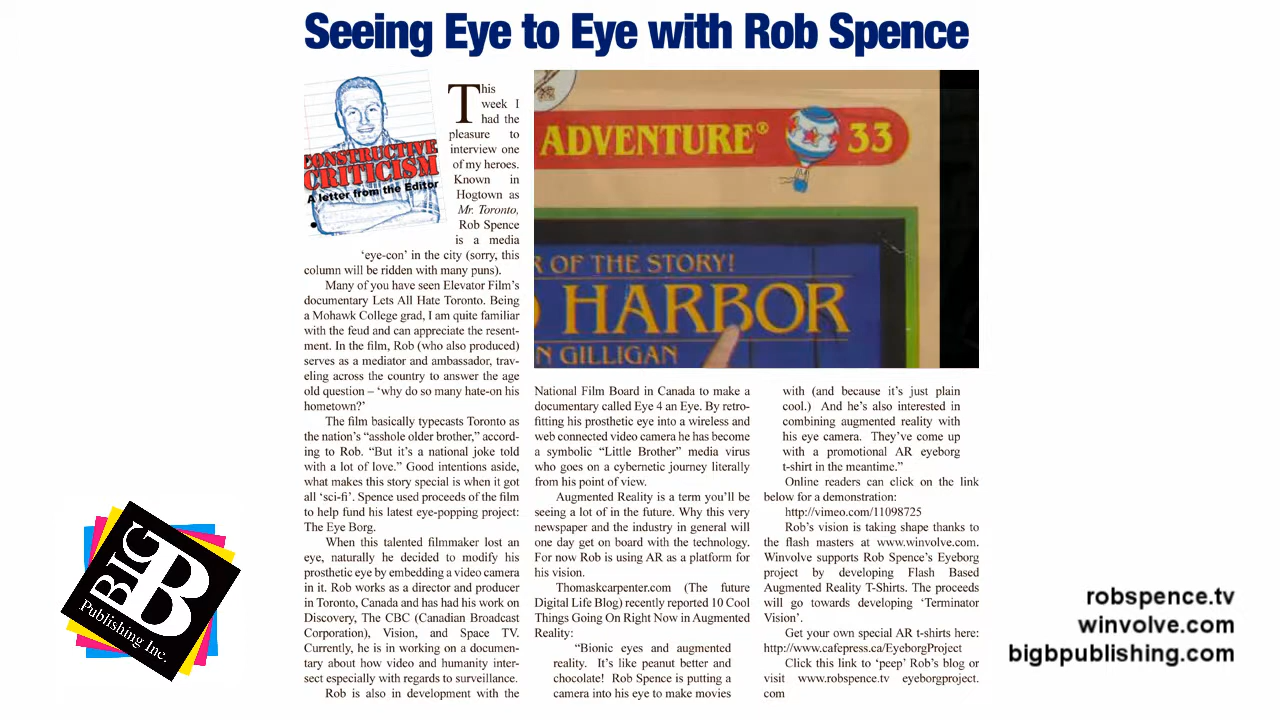 Seeing Eye to Eye with Rob Spence
CONSTRUCTIVE
CRITICISM
A letter from the Editor
This
week I
had the
pleasure to
interview one
of my heroes.
Known in
Hogtown as
Mr. Toronto,
Rob Spence
is a media
‘eye-con’ in the city (sorry, this
column will be ridden with many puns).
Many of you have seen Elevator Film’s
documentary Lets All Hate Toronto. Being
a Mohawk College grad, I am quite familiar
with the feud and can appreciate the resent-
ment. In the film, Rob (who also produced)
serves as a mediator and ambassador, trav-
eling across the country to answer the age
old question – ‘why do so many hate-on his
hometown?’
The film basically typecasts Toronto as
the nation’s “asshole older brother,” accord-
ing to Rob. “But it’s a national joke told
with a lot of love.” Good intentions aside,
what makes this story special is when it got
all ‘sci-fi’. Spence used proceeds of the film
to help fund his latest eye-popping project:
The Eye Borg.
When this talented filmmaker lost an
eye, naturally he decided to modify his
prosthetic eye by embedding a video camera
in it. Rob works as a director and producer
in Toronto, Canada and has had his work on
Discovery, The CBC (Canadian Broadcast
Corporation), Vision, and Space TV.
Currently, he is in working on a documen-
tary about how video and humanity inter-
sect especially with regards to surveillance.
Rob is also in development with the
ADVENTURE® 33
R OF THE STORY!
HARBOR
N GILLIGAN
National Film Board in Canada to make a
documentary called Eye 4 an Eye. By retro-
fitting his prosthetic eye into a wireless and
web connected video camera he has become
a symbolic “Little Brother” media virus
who goes on a cybernetic journey literally
from his point of view.
Augmented Reality is a term you’ll be
seeing a lot of in the future. Why this very
newspaper and the industry in general will
one day get on board with the technology.
For now Rob is using AR as a platform for
his vision.
Thomaskcarpenter.com (The future
Digital Life Blog) recently reported 10 Cool
Things Going On Right Now in Augmented
Reality:
“Bionic eyes and augmented
reality. It’s like peanut better and
chocolate! Rob Spence is putting a
camera into his eye to make movies
with (and because it’s just plain
cool.) And he’s also interested in
combining augmented reality with
his eye camera. They’ve come up
with a promotional AR eyeborg
t-shirt in the meantime.”
Online readers can click on the link
below for a demonstration:
http://vimeo.com/11098725
Rob’s vision is taking shape thanks to
the flash masters at www.winvolve.com.
Winvolve supports Rob Spence’s Eyeborg
project by developing Flash Based
Augmented Reality T-Shirts. The proceeds
will go towards developing ‘Terminator
Vision’.
Get your own special AR t-shirts here:
http://www.cafepress.ca/EyeborgProject
Click this link to ‘peep’ Rob’s blog or
visit www.robspence.tv eyeborgproject.
com
BIG B
Publishing Inc.
robspence.tv
winvolve.com
bigbpublishing.com